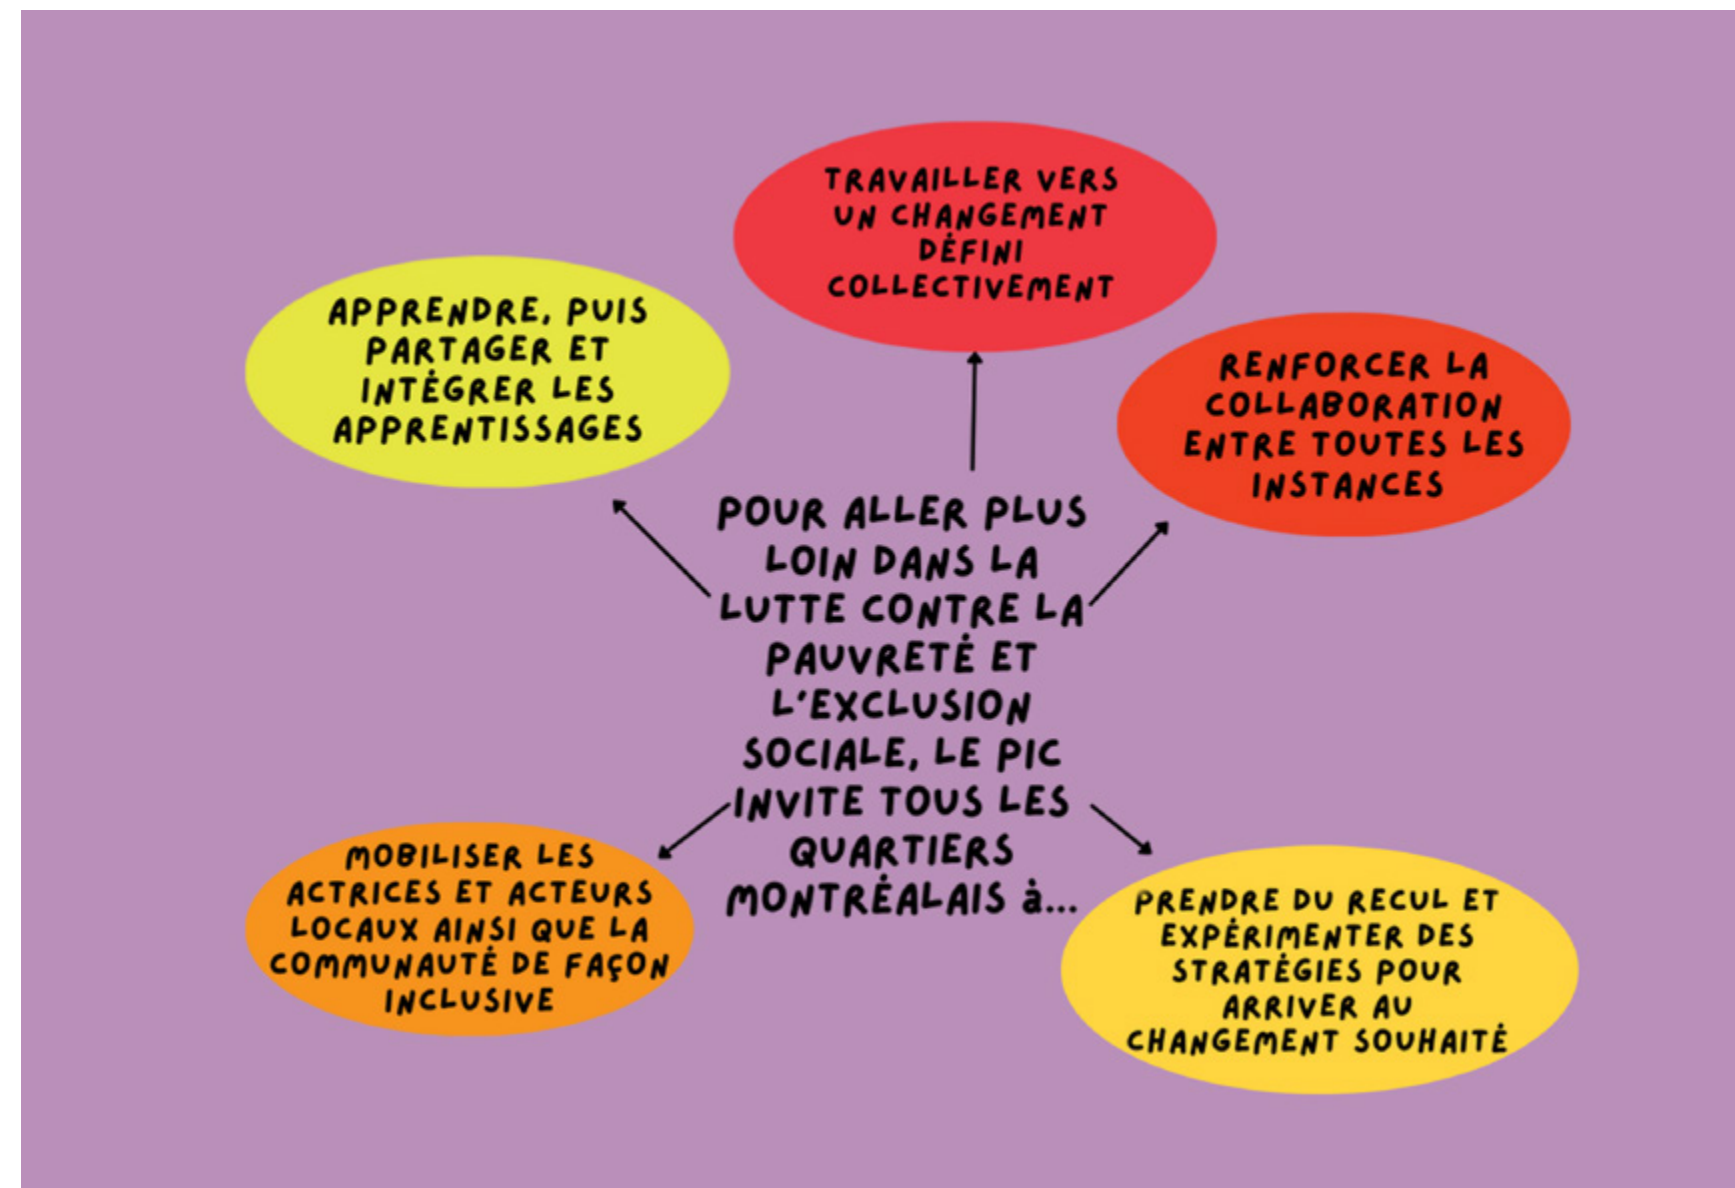 TRAVAILLER VERS
UN CHANGEMENT
DÉFINI
COLLECTIVEMENT
APPRENDRE, PUIS
PARTAGER ET
INTÉGRER LES
APPRENTISSAGES
RENFORCER LA
COLLABORATION
ENTRE TOUTES LES
INSTANCES
POUR ALLER PLUS
LOIN DANS LA
LUTTE CONTRE LA
PAUVRETÉ ET
L'EXCLUSION
SOCIALE, LE PIC
INVITE TOUS LES
QUARTIERS
MONTRÉALAIS à...
MOBILISER LES
ACTRICES ET ACTEURS
LOCAUX AINSI QUE LA
COMMUNAUTÉ DE FAÇON
INCLUSIVE
PRENDRE DU RECUL ET
EXPÉRIMENTER DES
STRATÉGIES POUR
ARRIVER AU
CHANGEMENT SOUHAITÉ